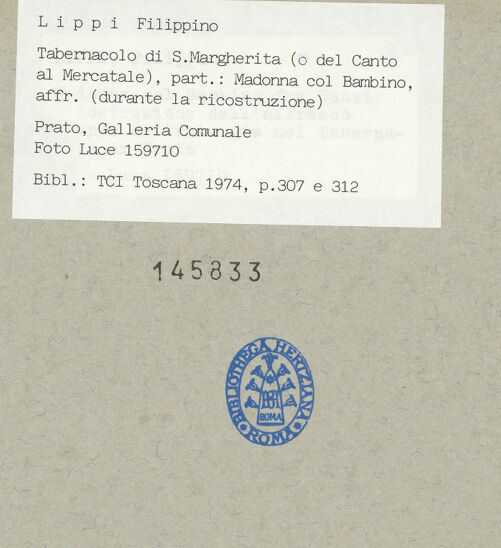 L i p p i Filippino
Tabernacolo di S.Margherita (o del Canto
al Mercatale), part.: Madonna col Bambino,
affr. (durante la ricostruzione)
Prato, Galleria Comunale
Foto Luce 159710
Bibl.: TCI Toscana 1974, p.307 e 312
145833
BIBLIOTHECA HERTZIANA
ROMA
ROMA